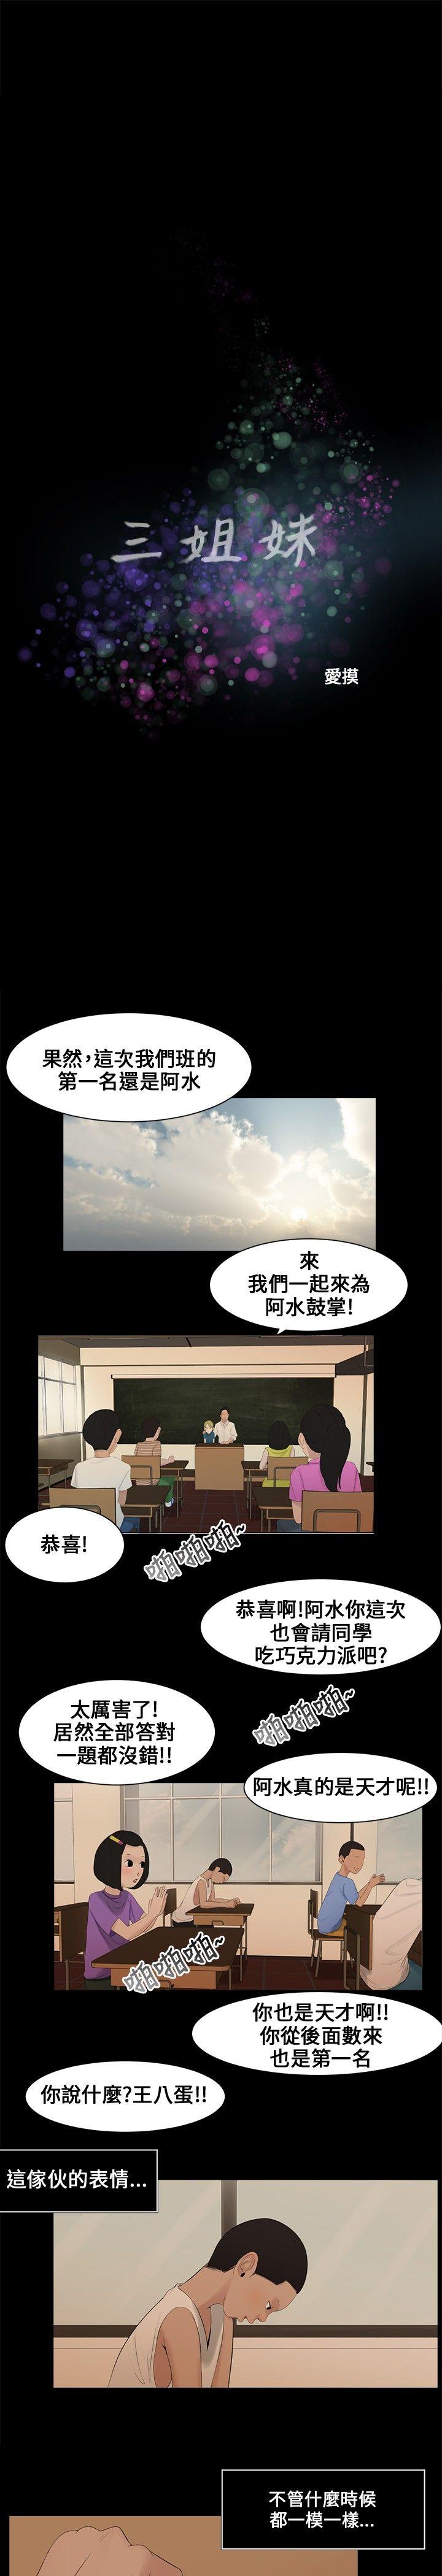 三姐妹
愛摸
果然,這次我們班的
第一名還是阿水
來
我們一起來為
阿水鼓掌!
恭喜!
啪啪啪~
恭喜啊!阿水你這次
也會請同學
吃巧克力派吧?
啪啪啪~
太厲害了!
居然全部答對
一題都沒錯!!
阿水真的是天才呢!!
啪啪啪~
你也是天才啊!!
你從後面數來
也是第一名
你說什麼?王八蛋!!
這傢伙的表情...
不管什麼時候
都一模一樣...